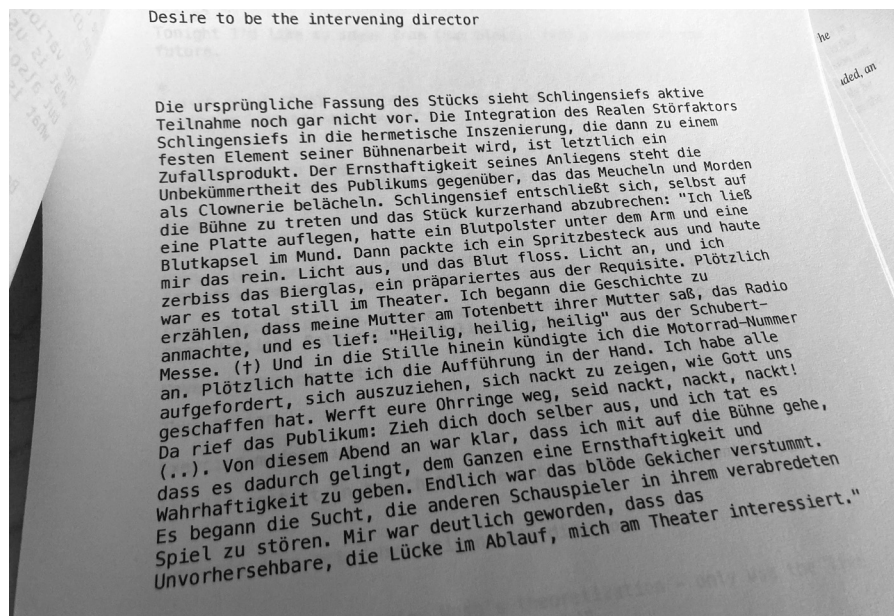 Desire to be the intervening director
Die ursprüngliche Fassung des Stücks sieht Schlingensiefs aktive
Teilnahme noch gar nicht vor. Die Integration des Realen Störfaktors
Schlingensiefs in die hermetische Inszenierung, die dann zu einem
festen Element seiner Bühnenarbeit wird, ist letztlich ein
Zufallsprodukt. Der Ernsthaftigkeit seines Anliegens steht die
Unbekümmertheit des Publikums gegenüber, das das Meucheln und Morden
als Clownerie belächeln. Schlingensief entschließt sich, selbst auf
die Bühne zu treten und das Stück kurzerhand abzubrechen: "Ich ließ
eine Platte auflegen, hatte ein Blutpolster unter dem Arm und eine
Blutkapsel im Mund. Dann packte ich ein Spritzbesteck aus und haute
mir das rein. Licht aus, und das Blut floss. Licht an, und ich
zerbiss das Bierglas, ein präpariertes aus der Requisite. Plötzlich
war es total still im Theater. Ich begann die Geschichte zu
erzählen, dass meine Mutter am Totenbett ihrer Mutter saß, das Radio
anmachte, und es lief: "Heilig, heilig, heilig" aus der Schubert-
Messe. (†) Und in die Stille hinein kündigte ich die Motorrad-Nummer
an. Plötzlich hatte ich die Aufführung in der Hand. Ich habe alle
aufgefordert, sich auszuziehen, sich nackt zu zeigen, wie Gott uns
geschaffen hat. Werft eure Ohrringe weg, seid nackt, nackt, nackt!
Da rief das Publikum: Zieh dich doch selber aus, und ich tat es
(..). Von diesem Abend an war klar, dass ich mit auf die Bühne gehe,
dass es dadurch gelingt, dem Ganzen eine Ernsthaftigkeit und
Wahrhaftigkeit zu geben. Endlich war das blöde Gekicher verstummt.
Es begann die Sucht, die anderen Schauspieler in ihrem verabredeten
Spiel zu stören. Mir war deutlich geworden, dass das
Unvorhersehbare, die Lücke im Ablauf, mich am Theater interessiert."
he
uded, an